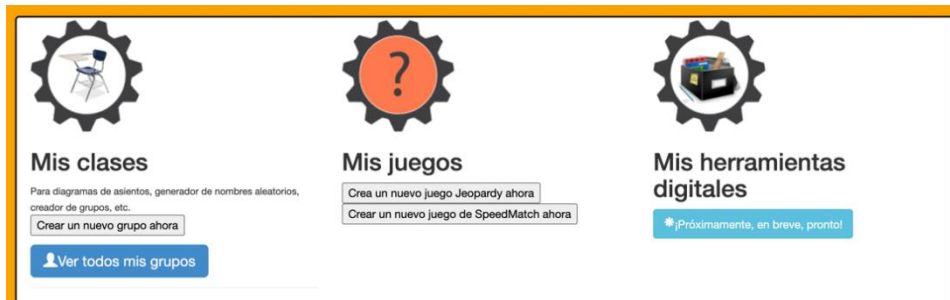 Mis clases
Para diagramas de asientos, generador de nombres aleatorios,
creador de grupos, etc.
Crear un nuevo grupo ahora
Ver todos mis grupos
?
Mis juegos
Crea un nuevo juego Jeopardy ahora
Crear un nuevo juego de SpeedMatch ahora
Mis herramientas
digitales
*¡Próximamente, en breve, pronto!